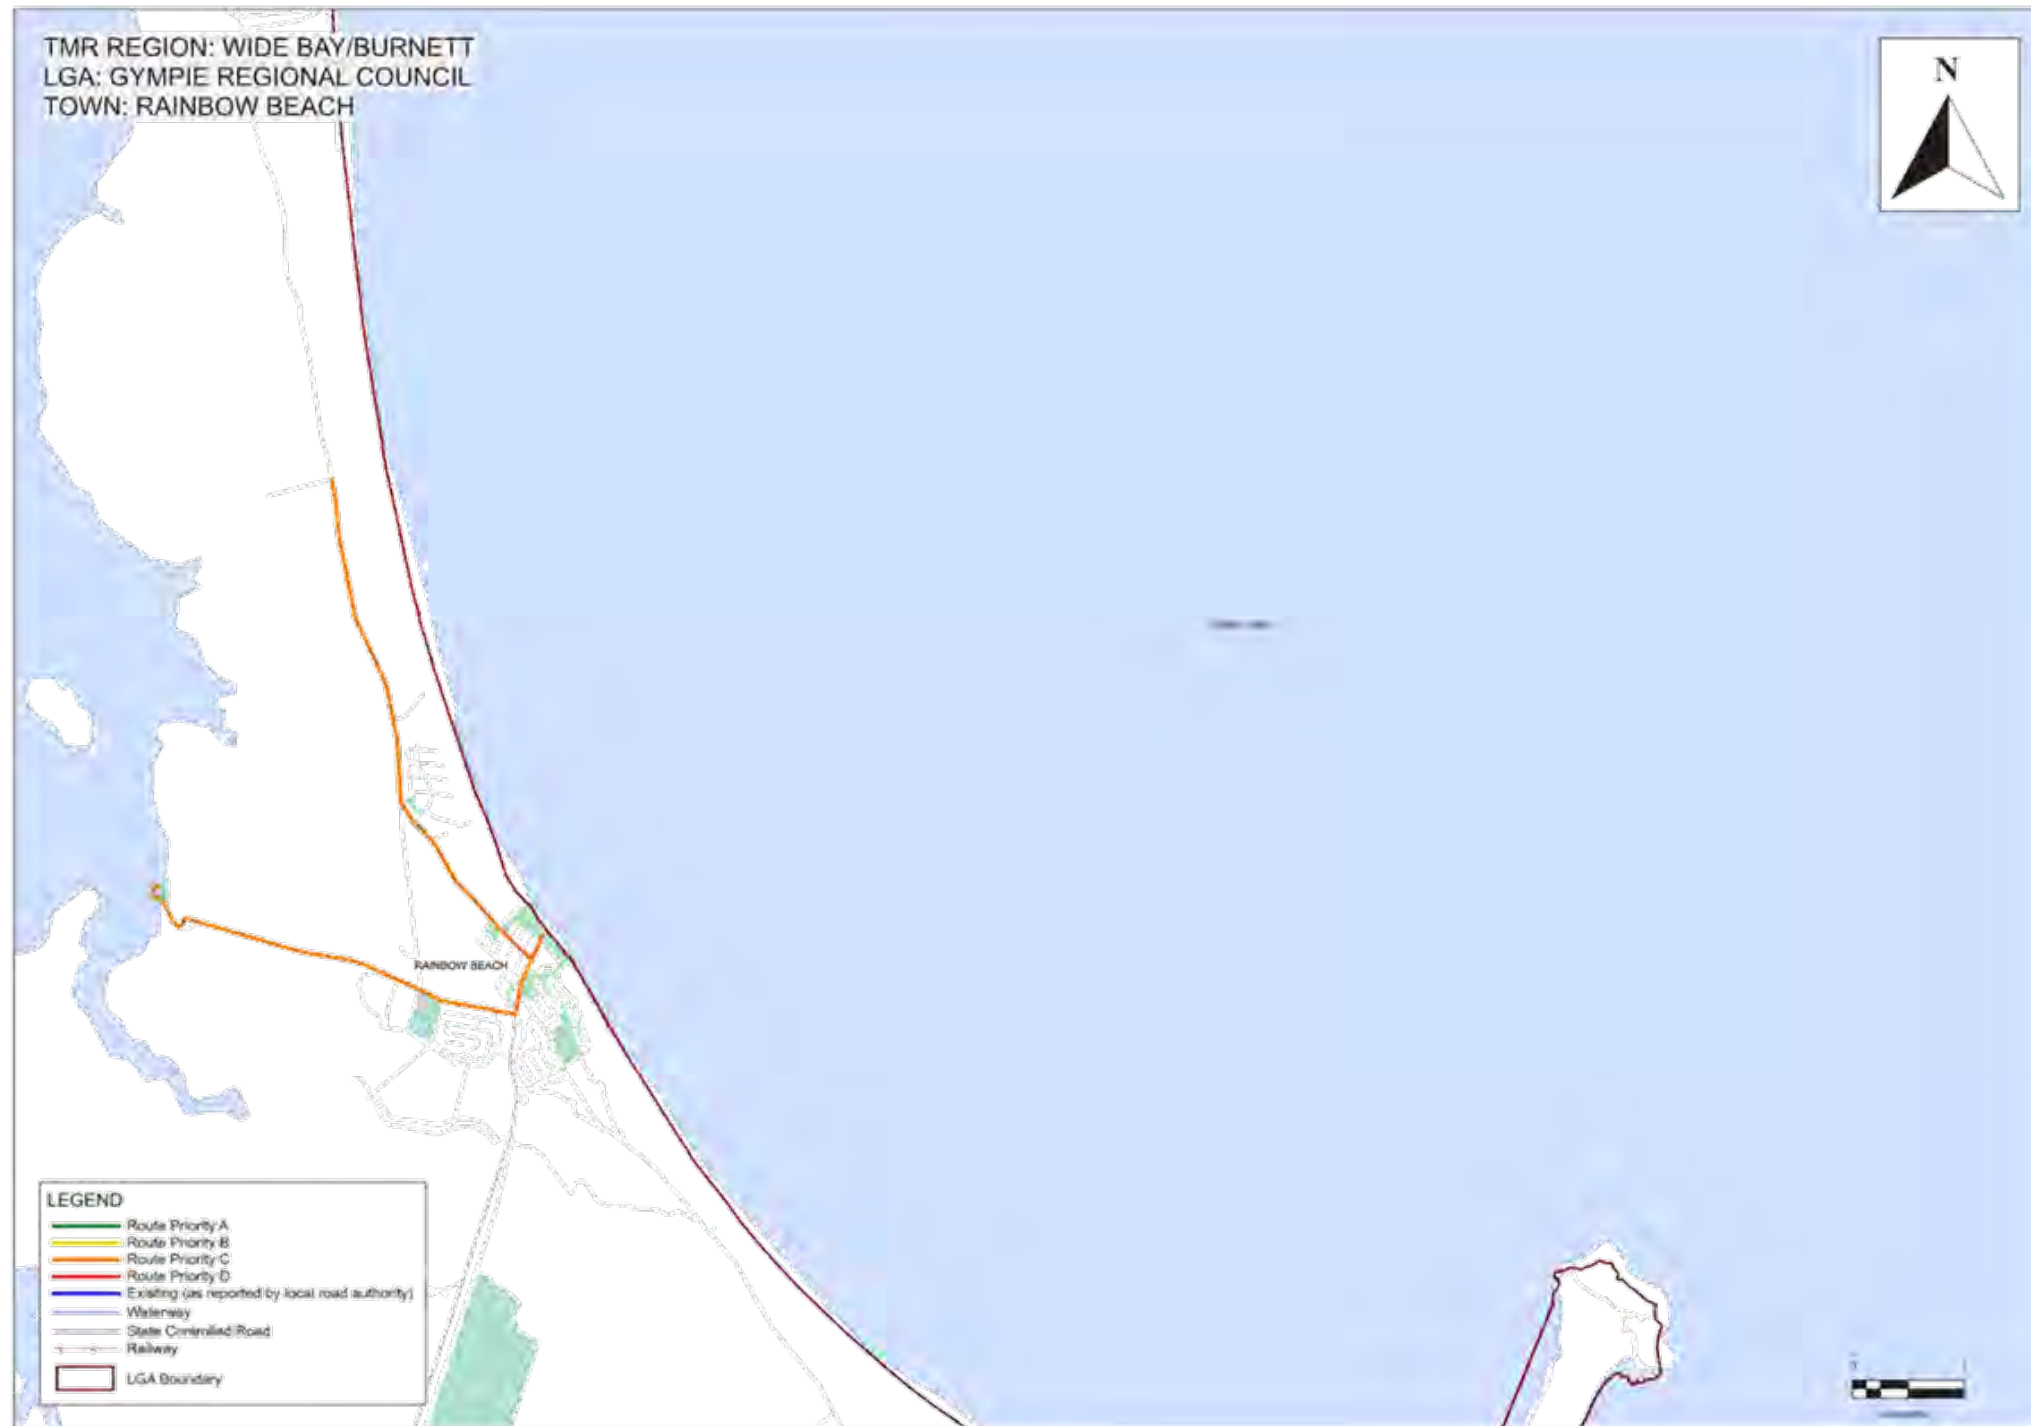 TMR REGION: WIDE BAY/BURNETT
LGA: GYMPIE REGIONAL COUNCIL
TOWN: RAINBOW BEACH
N
RAINBOW BEACH
LEGEND
Route Priority A
Route Priority B
Route Priority C
Route Priority D
Existing (as reported by local road authority)
Waterway
State Controlled Road
Railway
LGA Boundary